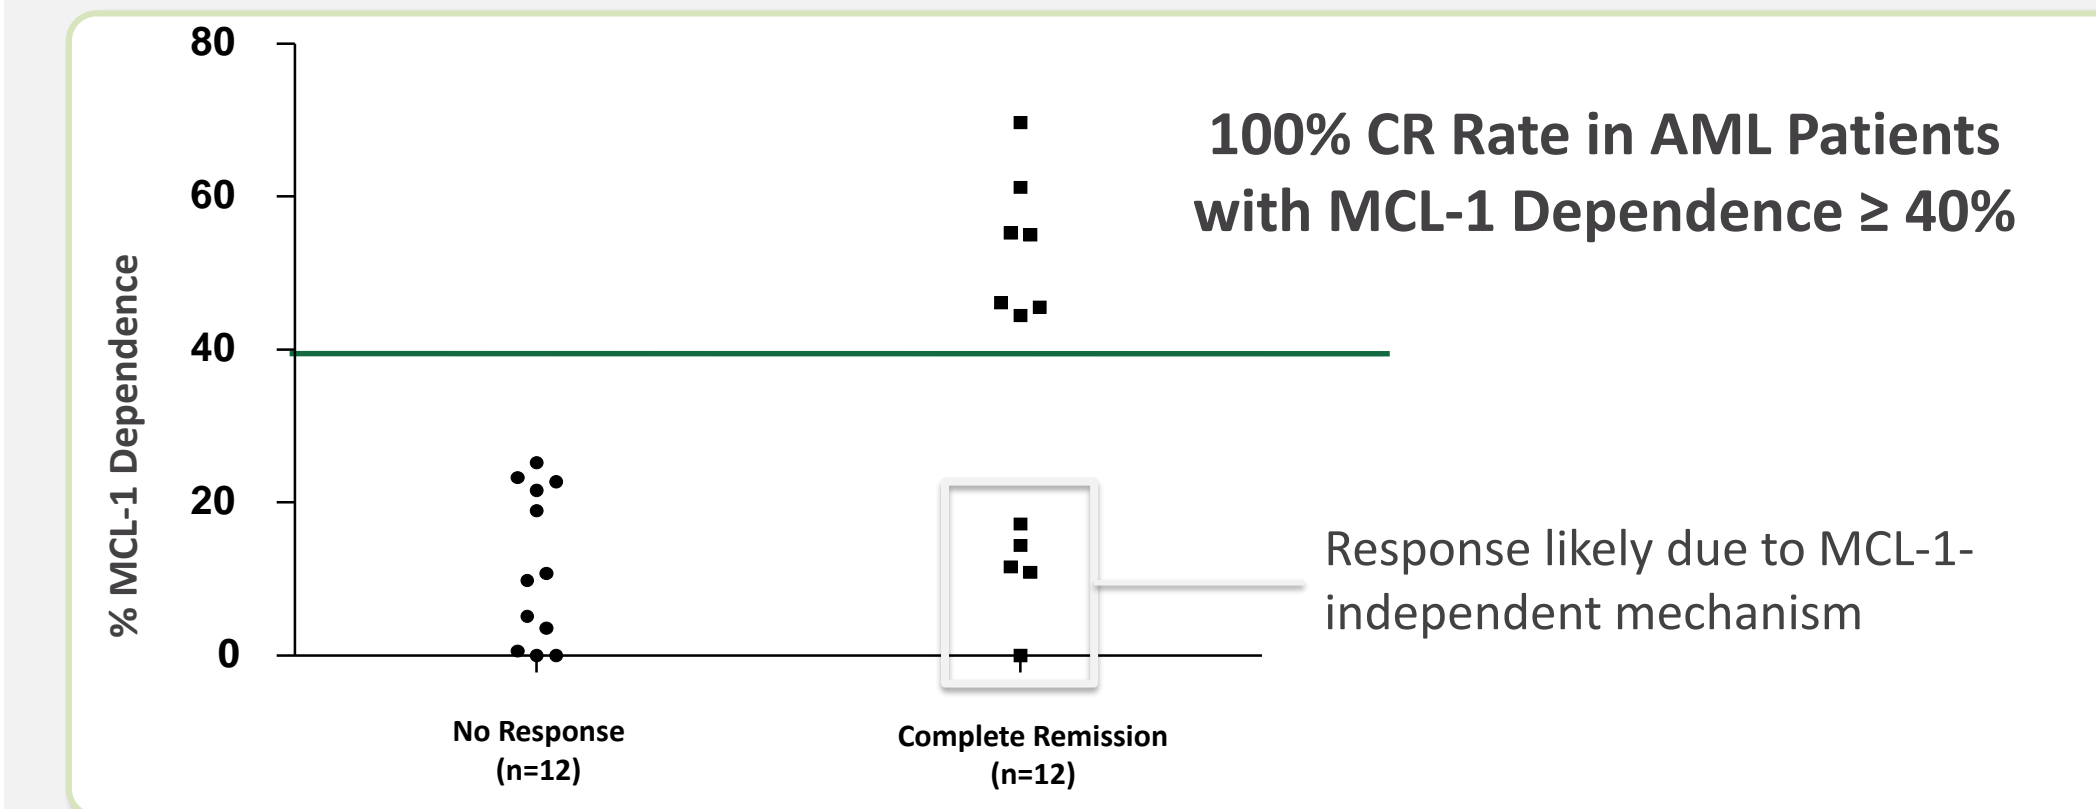 80
100% CR Rate in AML Patients
with MCL-1 Dependence ≥ 40%
60
40
20
0
% MCL-1 Dependence
Response likely due to MCL-1-
independent mechanism
No Response
(n=12)
Complete Remission
(n=12)